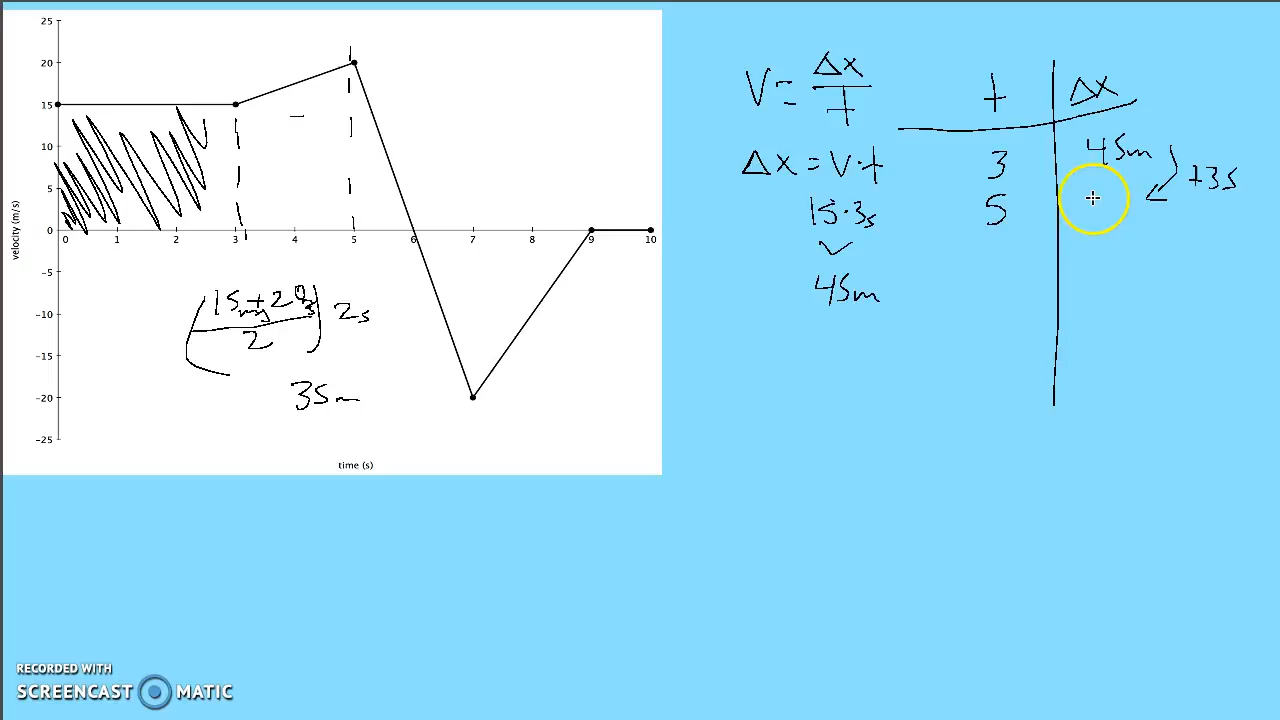 25
20
15
10
5
0
-5
-10
-15
-20
-25
velocity (m/s)
0 1 2 3 4 5 6 7 8 9 10
time (s)
(15 m/s + 20 m/s / 2) 2s
35m
V = Δx / t
Δx = V·t
15·3s
45m
t Δx
3 45m
5
+35
RECORDED WITH
SCREENCAST MATIC